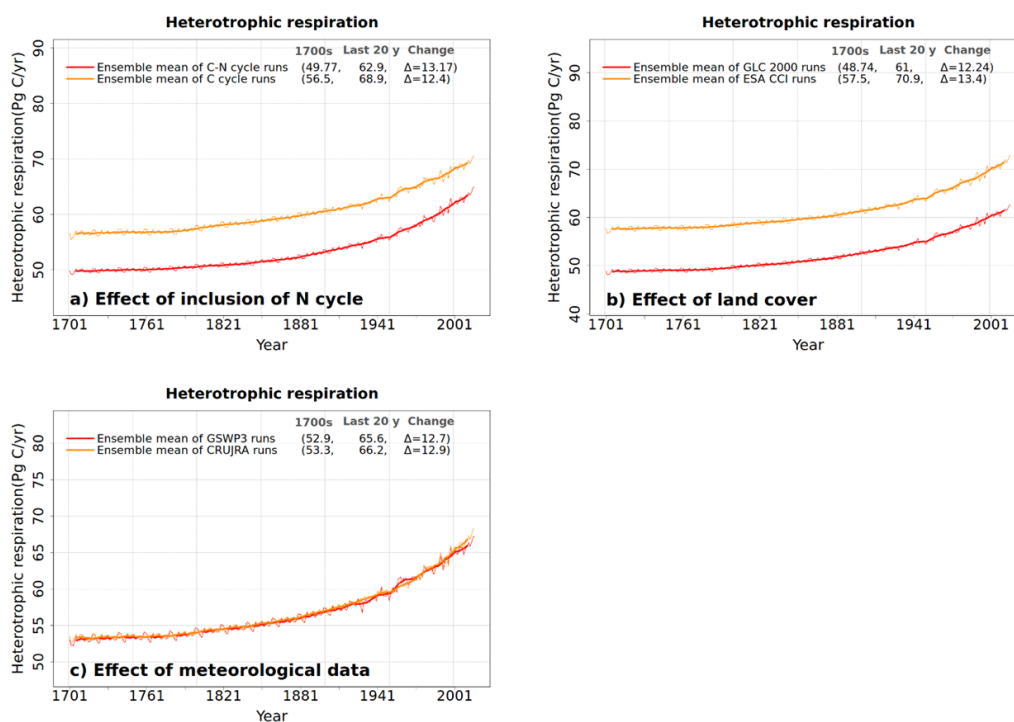 Heterotrophic respiration
1700s Last 20 y Change
Ensemble mean of C-N cycle runs (49.77, 62.9, Δ=13.17)
Ensemble mean of C cycle runs (56.5, 68.9, Δ=12.4)
Heterotrophic respiration(Pg C/yr)
90
80
70
60
50
a) Effect of inclusion of N cycle
1701 1761 1821 1881 1941 2001
Year
Heterotrophic respiration
1700s Last 20 y Change
Ensemble mean of GLC 2000 runs (48.74, 61, Δ=12.24)
Ensemble mean of ESA CCI runs (57.5, 70.9, Δ=13.4)
Heterotrophic respiration(Pg C/yr)
90
80
70
60
50
40
b) Effect of land cover
1701 1761 1821 1881 1941 2001
Year
Heterotrophic respiration
1700s Last 20 y Change
Ensemble mean of GSWP3 runs (52.9, 65.6, Δ=12.7)
Ensemble mean of CRUJRA runs (53.3, 66.2, Δ=12.9)
Heterotrophic respiration(Pg C/yr)
80
75
70
65
60
55
50
c) Effect of meteorological data
1701 1761 1821 1881 1941 2001
Year